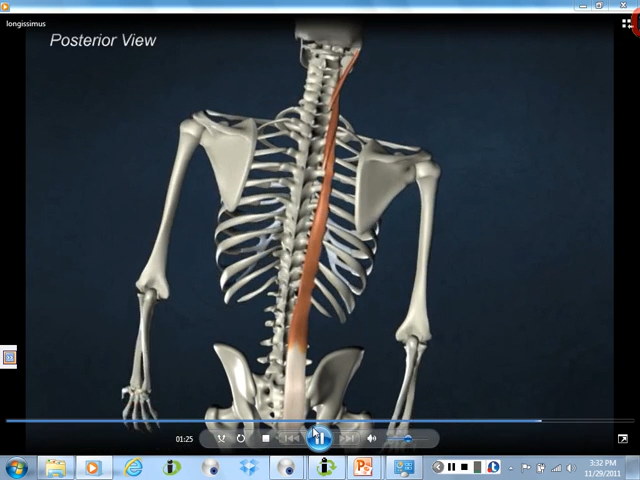 longissimus
Posterior View
01:25
3:32 PM
11/29/2011